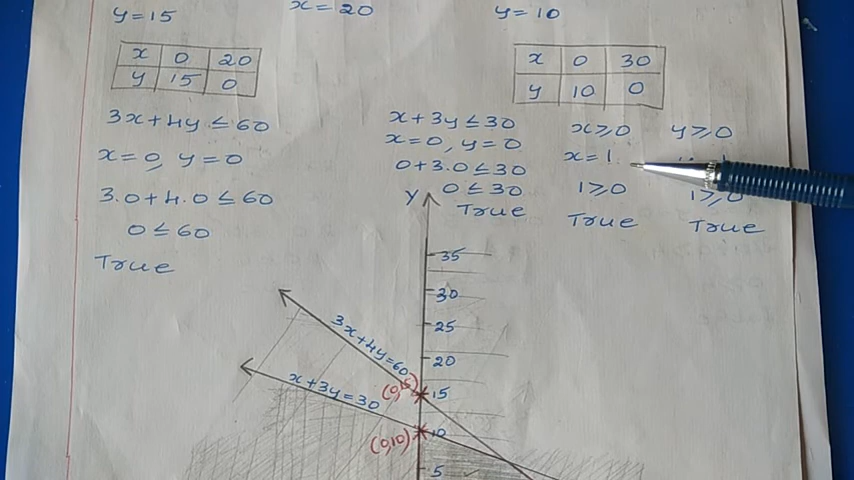 y=15
x=20
y=10
x 0 20
y 15 0
x 0 30
y 10 0
3x+4y≤60
x=0, y=0
3.0+4.0≤60
0≤60
True
x+3y≤30
x=0, y=0
0+3.0≤30
0≤30
True
x≥0
x=1
1≥0
True
y≥0
1≥0
True
Y
35
30
25
20
15
10
5
3x+4y=60
(0,15)
x+3y=30
(0,10)